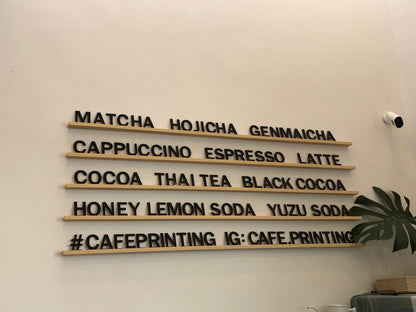 MATCHA HOJICHA GENMAICHA
CAPPUCCINO ESPRESSO LATTE
COCOA THAI TEA BLACK COCOA
HONEY LEMON SODA YUZU SODA
#CAFEPRINTING IG: CAFE.PRINTING